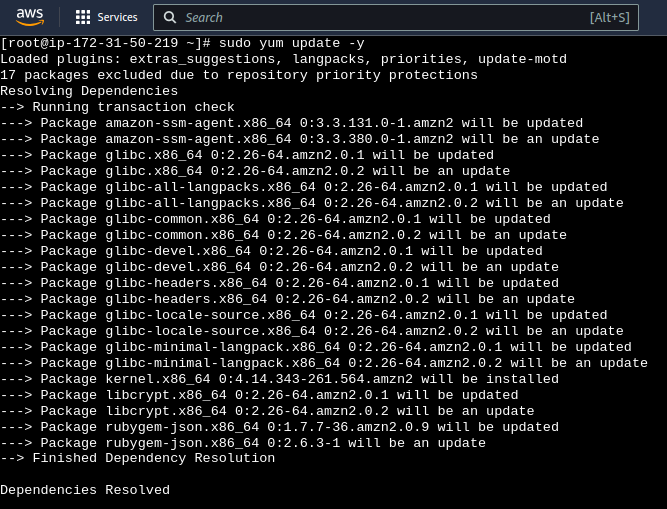 aws
Services
Search
[Alt+S]
[root@ip-172-31-50-219 ~]# sudo yum update -y
Loaded plugins: extras_suggestions, langpacks, priorities, update-motd
17 packages excluded due to repository priority protections
Resolving Dependencies
--> Running transaction check
---> Package amazon-ssm-agent.x86_64 0:3.3.131.0-1.amzn2 will be updated
---> Package amazon-ssm-agent.x86_64 0:3.3.380.0-1.amzn2 will be an update
---> Package glibc.x86_64 0:2.26-64.amzn2.0.1 will be updated
---> Package glibc.x86_64 0:2.26-64.amzn2.0.2 will be an update
---> Package glibc-all-langpacks.x86_64 0:2.26-64.amzn2.0.1 will be updated
---> Package glibc-all-langpacks.x86_64 0:2.26-64.amzn2.0.2 will be an update
---> Package glibc-common.x86_64 0:2.26-64.amzn2.0.1 will be updated
---> Package glibc-common.x86_64 0:2.26-64.amzn2.0.2 will be an update
---> Package glibc-devel.x86_64 0:2.26-64.amzn2.0.1 will be updated
---> Package glibc-devel.x86_64 0:2.26-64.amzn2.0.2 will be an update
---> Package glibc-headers.x86_64 0:2.26-64.amzn2.0.1 will be updated
---> Package glibc-headers.x86_64 0:2.26-64.amzn2.0.2 will be an update
---> Package glibc-locale-source.x86_64 0:2.26-64.amzn2.0.1 will be updated
---> Package glibc-locale-source.x86_64 0:2.26-64.amzn2.0.2 will be an update
---> Package glibc-minimal-langpack.x86_64 0:2.26-64.amzn2.0.1 will be updated
---> Package glibc-minimal-langpack.x86_64 0:2.26-64.amzn2.0.2 will be an update
---> Package kernel.x86_64 0:4.14.343-261.564.amzn2 will be installed
---> Package libcrypt.x86_64 0:2.26-64.amzn2.0.1 will be updated
---> Package libcrypt.x86_64 0:2.26-64.amzn2.0.2 will be an update
---> Package rubygem-json.x86_64 0:1.7.7-36.amzn2.0.9 will be updated
---> Package rubygem-json.x86_64 0:2.6.3-1 will be an update
--> Finished Dependency Resolution
Dependencies Resolved